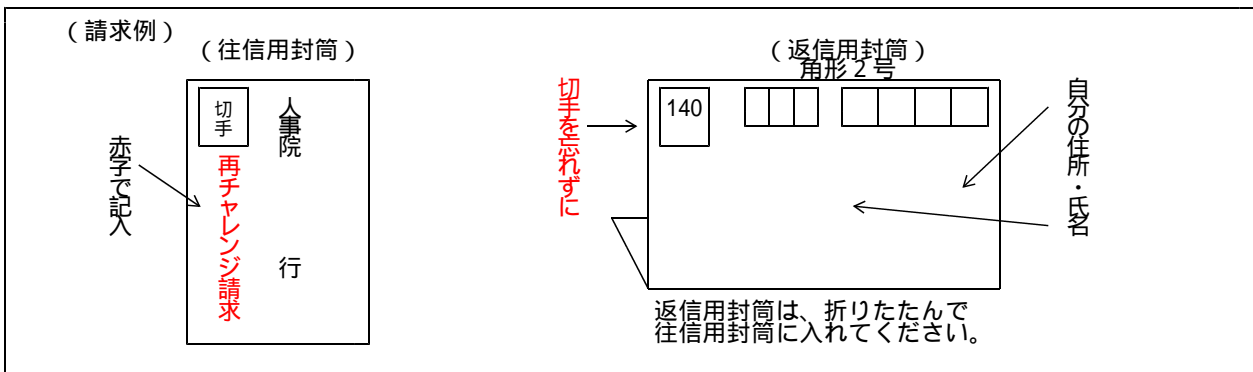 （請求例）
（往信用封筒）
切手
人事院　　　行
再チャレンジ請求
赤字で記入
（返信用封筒）
角形２号
140
切手を忘れずに
自分の住所・氏名
返信用封筒は、折りたたんで
往信用封筒に入れてください。